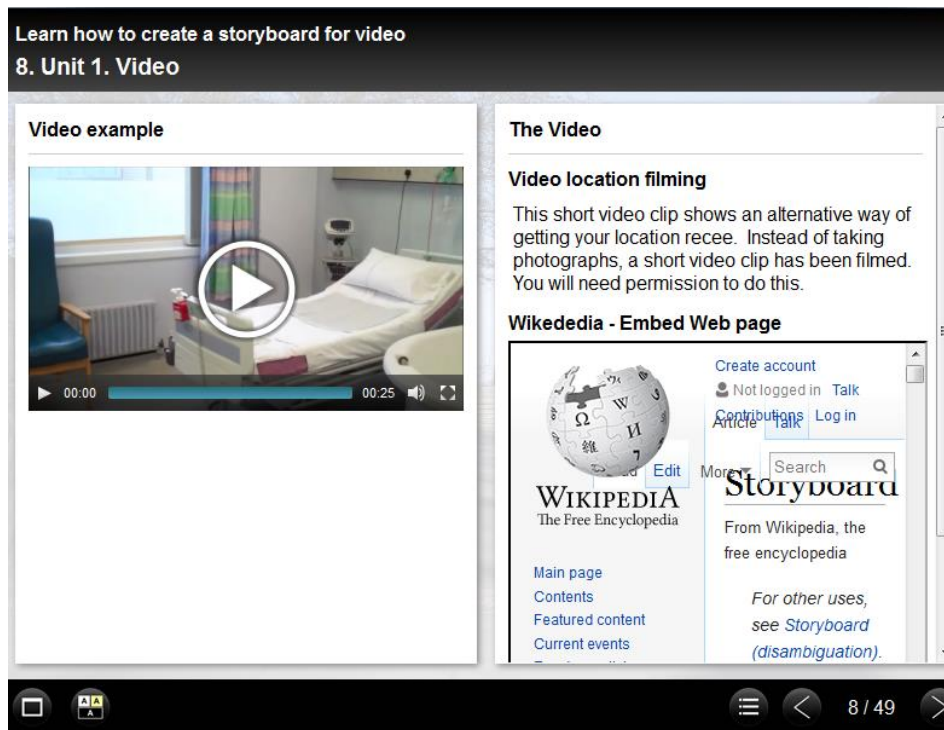 Learn how to create a storyboard for video
8. Unit 1. Video
Video example
00:00
00:25
The Video
Video location filming
This short video clip shows an alternative way of
getting your location recee. Instead of taking
photographs, a short video clip has been filmed.
You will need permission to do this.
Wikededia - Embed Web page
Ω W И 維 7
WIKIPEDIA
The Free Encyclopedia
Main page
Contents
Featured content
Current events
Create account
Not logged in Talk
Contributions Log in
Article Talk
Edit More Search
Storyboard
From Wikipedia, the
free encyclopedia
For other uses,
see Storyboard
(disambiguation).
A A
A
8 / 49